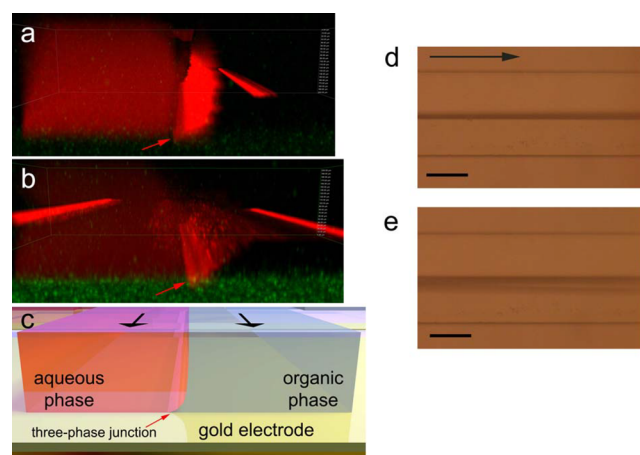 a
b
c
aqueous phase
organic phase
three-phase junction
gold electrode
d
e